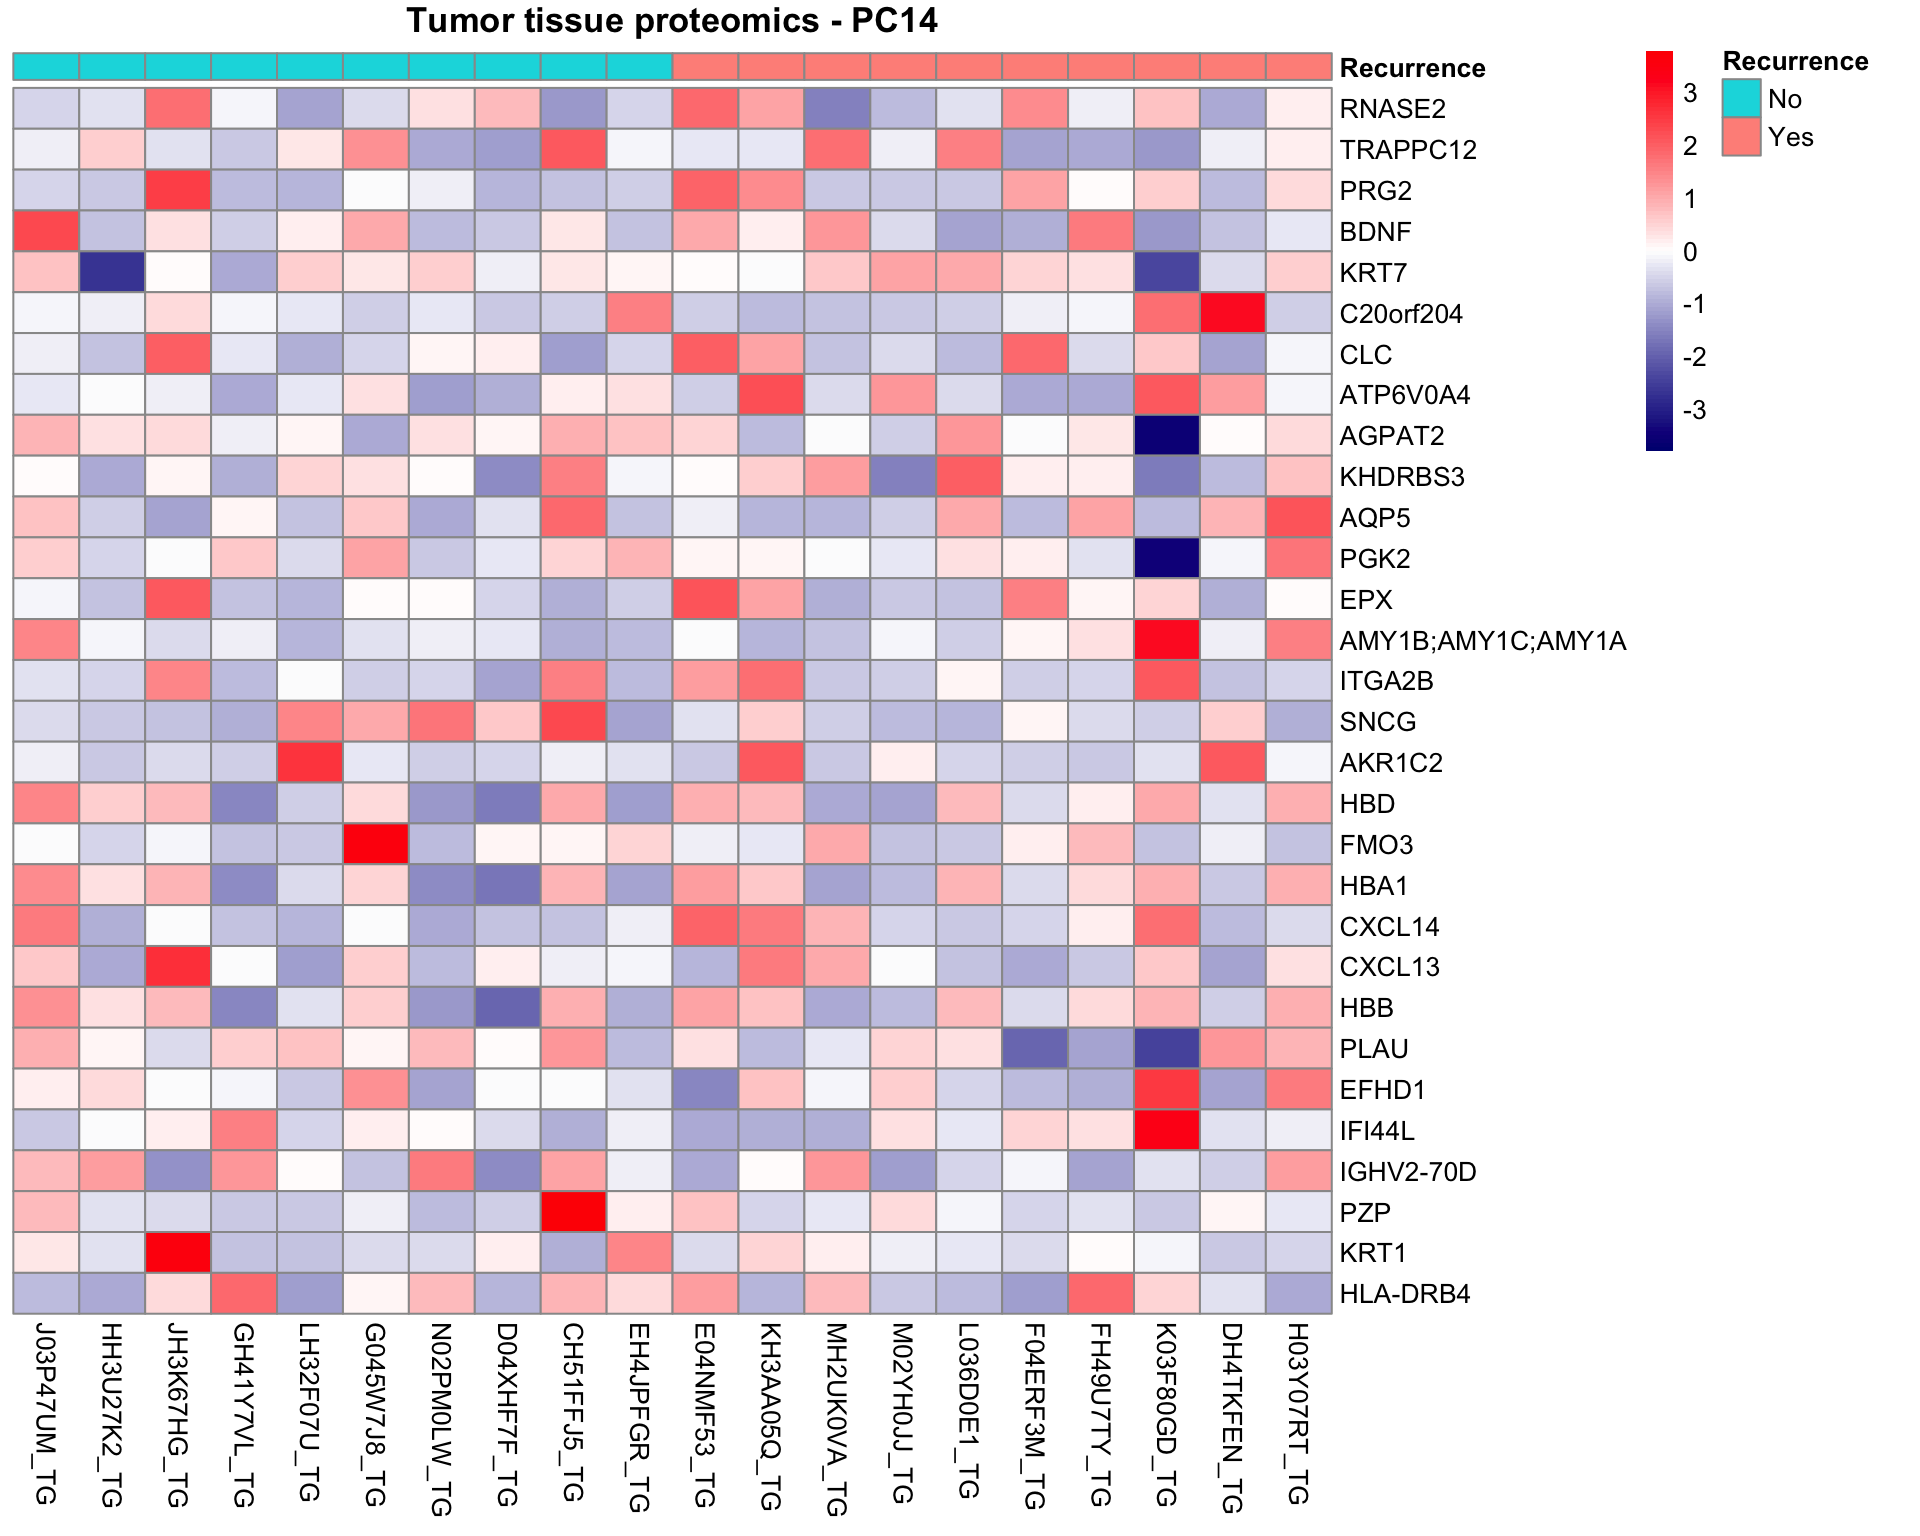 Tumor tissue proteomics - PC14
Recurrence
RNASE2
TRAPPC12
PRG2
BDNF
KRT7
C20orf204
CLC
ATP6V0A4
AGPAT2
KHDRBS3
AQP5
PGK2
EPX
AMY1B;AMY1C;AMY1A
ITGA2B
SNCG
AKR1C2
HBD
FMO3
HBA1
CXCL14
CXCL13
HBB
PLAU
EFHD1
IFI44L
IGHV2-70D
PZP
KRT1
HLA-DRB4
J03P47UM_TG
HH3U27K2_TG
JH3K67HG_TG
GH41Y7VL_TG
LH32F07U_TG
G045W7J8_TG
N02PM0LW_TG
D04XHF7F_TG
CH51FFJ5_TG
EH4JPFGR_TG
E04NMF53_TG
KH3AA05Q_TG
MH2UK0VA_TG
M02YH0JJ_TG
L036D0E1_TG
F04ERF3M_TG
FH49U7TY_TG
K03F80GD_TG
DH4TKFEN_TG
H03Y07RT_TG
3
2
1
0
-1
-2
-3
Recurrence
No
Yes